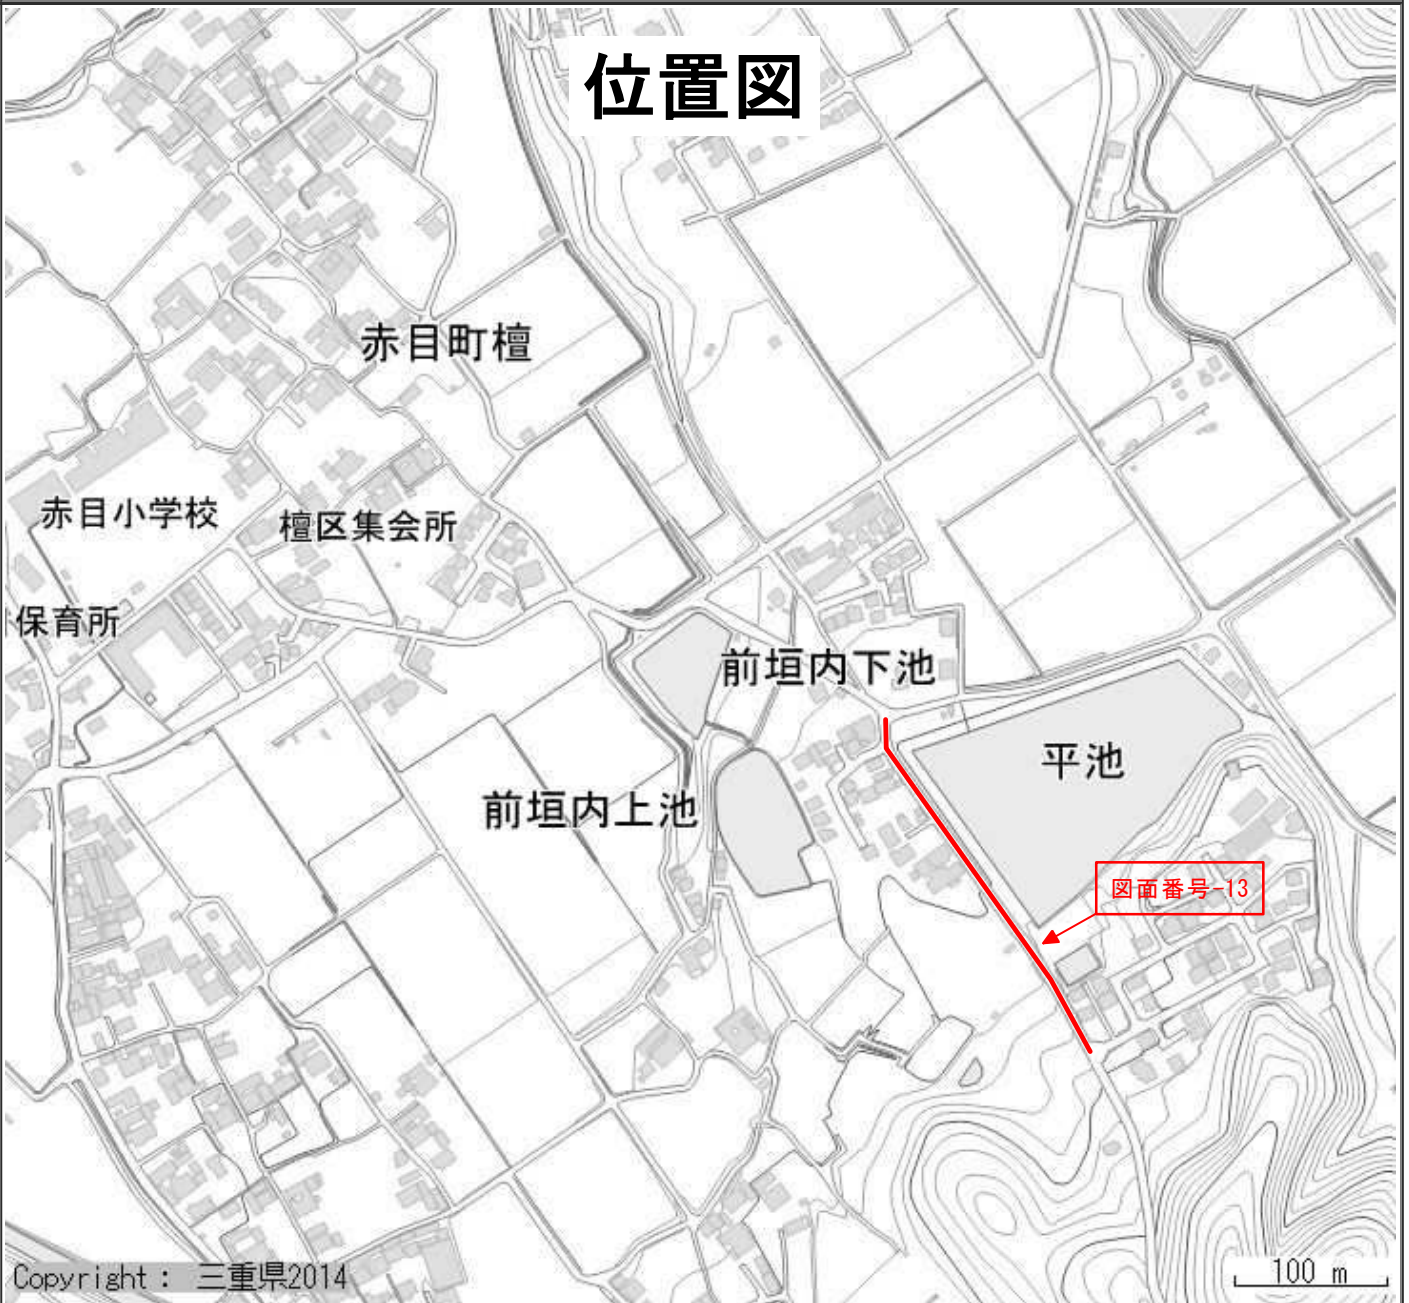 位置図
赤目町檀
赤目小学校
檀区集会所
保育所
前垣内下池
平池
前垣内上池
図面番号-13
Copyright : 三重県2014
100 m